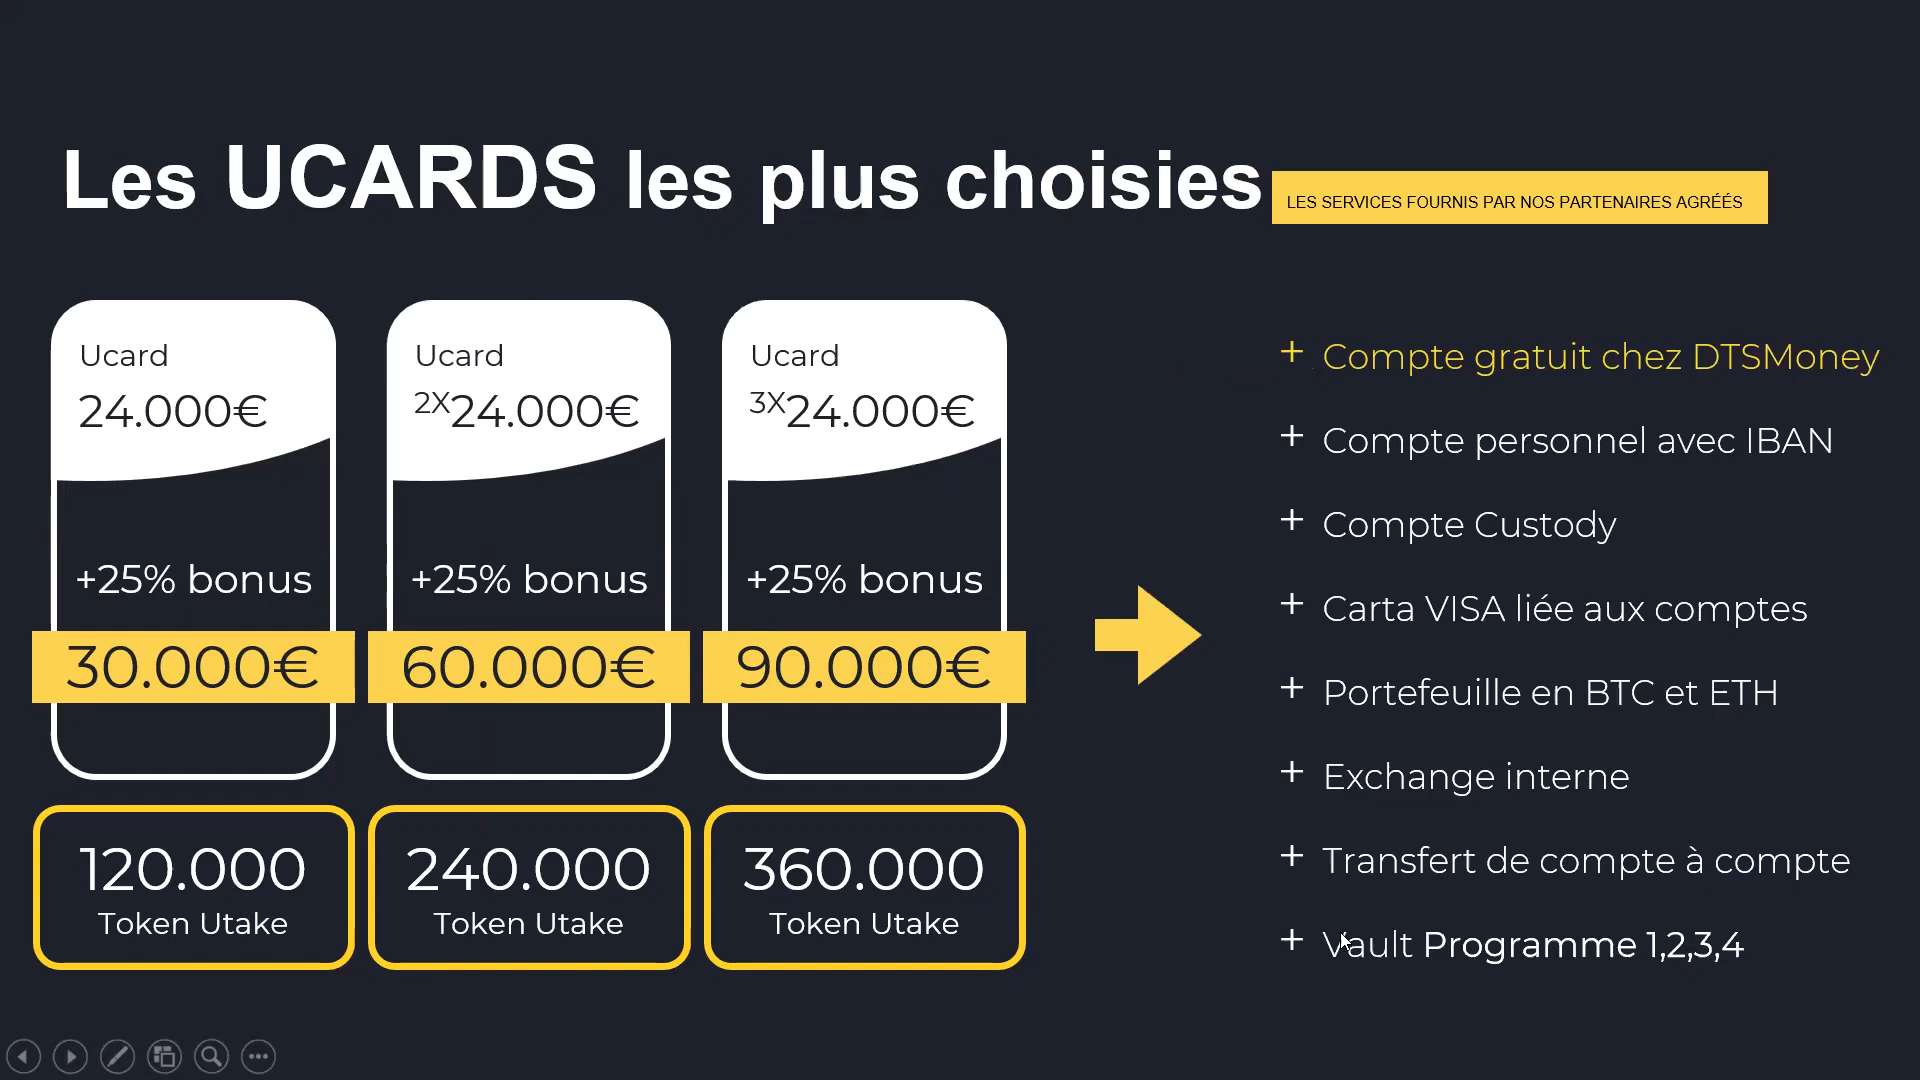 Les UCARDS les plus choisies
LES SERVICES FOURNIS PAR NOS PARTENAIRES AGRÉÉS
Ucard
24.000€
+25% bonus
30.000€
120.000
Token Utake
Ucard
2X24.000€
+25% bonus
60.000€
240.000
Token Utake
Ucard
3X24.000€
+25% bonus
90.000€
360.000
Token Utake
+ Compte gratuit chez DTSMoney
+ Compte personnel avec IBAN
+ Compte Custody
+ Carta VISA liée aux comptes
+ Portefeuille en BTC et ETH
+ Exchange interne
+ Transfert de compte à compte
+ Vault Programme 1,2,3,4